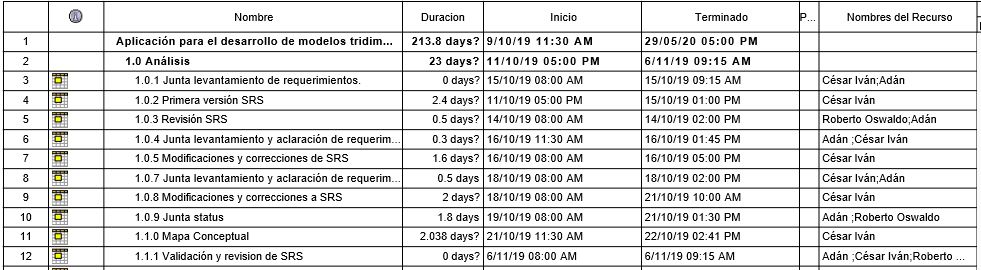 Nombre Duracion Inicio Terminado P... Nombres del Recurso
1 Aplicación para el desarrollo de modelos tridim... 213.8 days? 9/10/19 11:30 AM 29/05/20 05:00 PM
2 1.0 Análisis 23 days? 11/10/19 05:00 PM 6/11/19 09:15 AM
3 1.0.1 Junta levantamiento de requerimientos. 0 days? 15/10/19 08:00 AM 15/10/19 09:15 AM César Iván;Adán
4 1.0.2 Primera versión SRS 2.4 days? 11/10/19 05:00 PM 15/10/19 01:00 PM César Iván
5 1.0.3 Revisión SRS 0.5 days? 14/10/19 08:00 AM 14/10/19 02:00 PM Roberto Oswaldo;Adán
6 1.0.4 Junta levantamiento y aclaración de requerim... 0.3 days? 16/10/19 11:30 AM 16/10/19 01:45 PM Adán ;César Iván
7 1.0.5 Modificaciones y correcciones de SRS 1.6 days? 16/10/19 08:00 AM 16/10/19 05:00 PM César Iván
8 1.0.7 Junta levantamiento y aclaración de requerim... 0.5 days 18/10/19 08:00 AM 18/10/19 02:00 PM César Iván;Adán
9 1.0.8 Modificaciones y correcciones a SRS 2 days? 18/10/19 08:00 AM 21/10/19 10:00 AM César Iván
10 1.0.9 Junta status 1.8 days 19/10/19 08:00 AM 21/10/19 01:30 PM Adán ;Roberto Oswaldo
11 1.1.0 Mapa Conceptual 2.038 days? 21/10/19 11:30 AM 22/10/19 02:41 PM César Iván
12 1.1.1 Validación y revision de SRS 0 days? 6/11/19 08:00 AM 6/11/19 09:15 AM Adán ;César Iván;Roberto ...